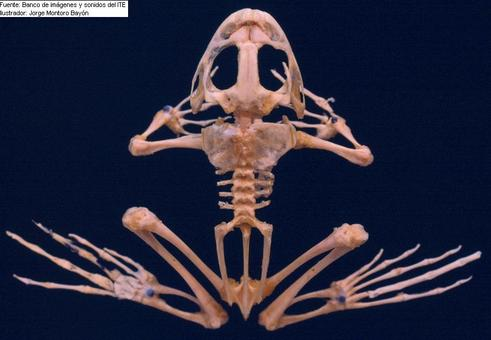 Fuente: Banco de imágenes y sonidos del ITE
Ilustrador: Jorge Montoro Bayón